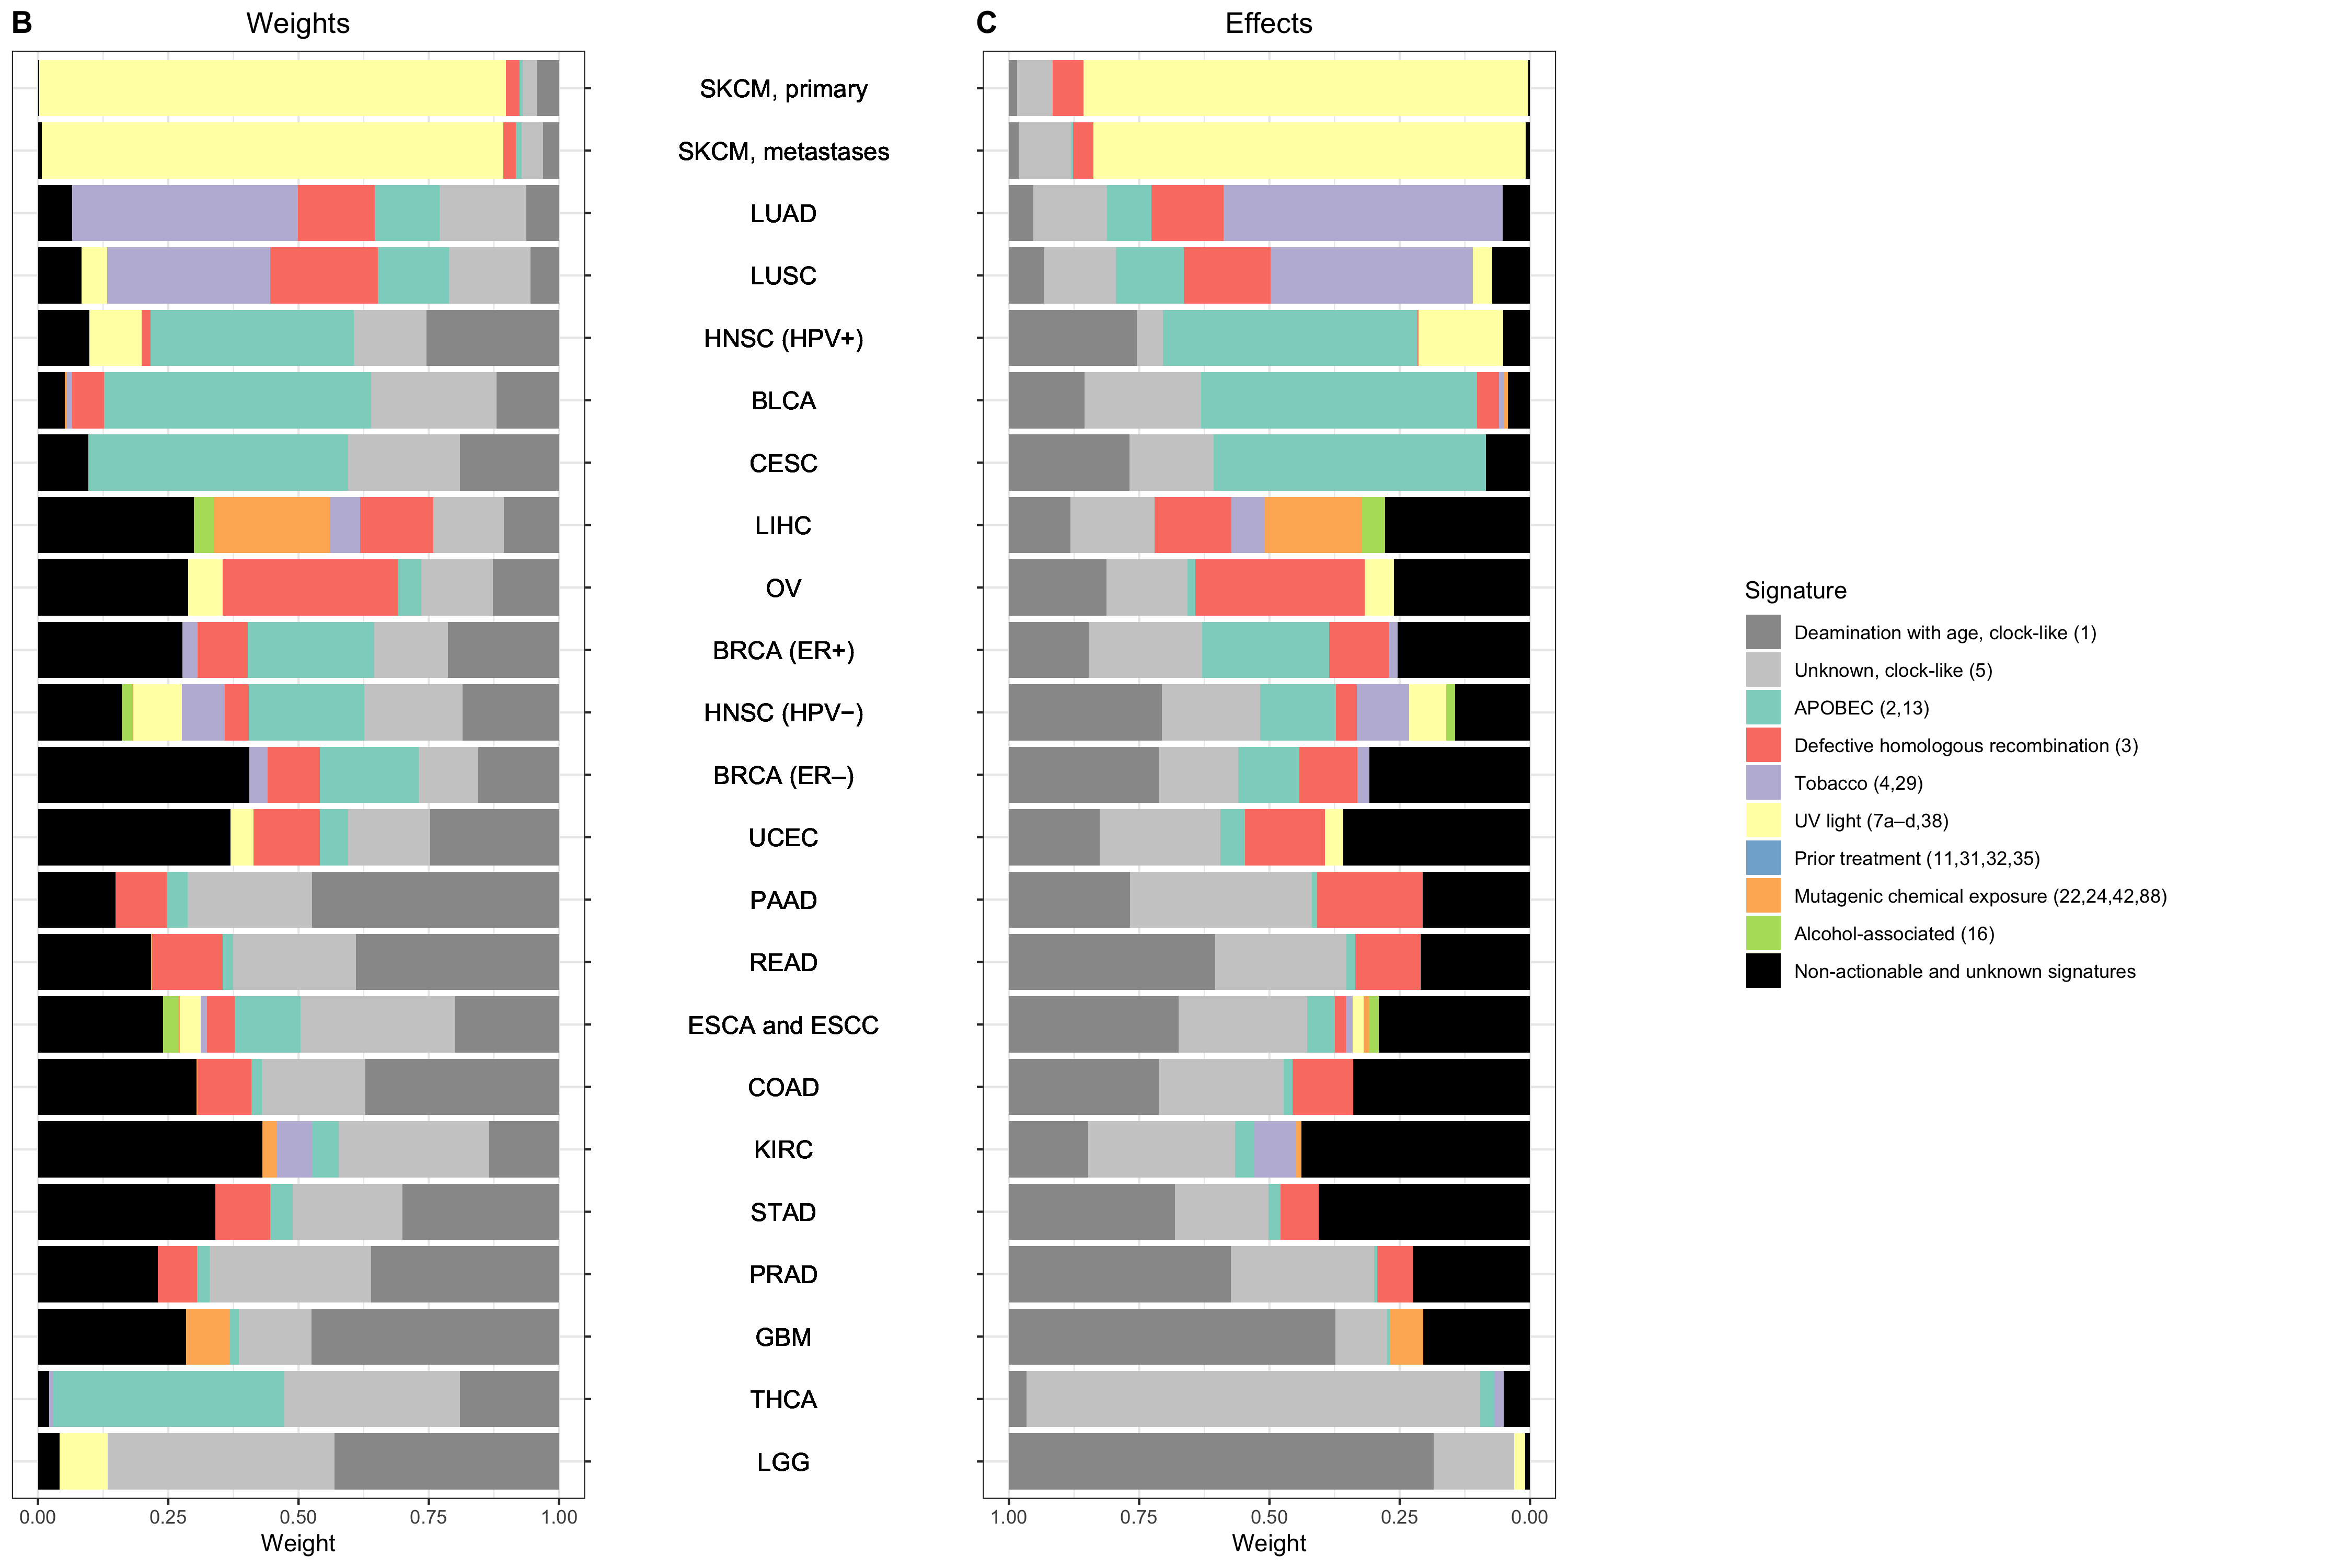 B
Weights
C
Effects
SKCM, primary
SKCM, metastases
LUAD
LUSC
HNSC (HPV+)
BLCA
CESC
LIHC
OV
BRCA (ER+)
HNSC (HPV−)
BRCA (ER–)
UCEC
PAAD
READ
ESCA and ESCC
COAD
KIRC
STAD
PRAD
GBM
THCA
LGG
0.00 0.25 0.50 0.75 1.00
Weight
1.00 0.75 0.50 0.25 0.00
Weight
Signature
Deamination with age, clock-like (1)
Unknown, clock-like (5)
APOBEC (2,13)
Defective homologous recombination (3)
Tobacco (4,29)
UV light (7a–d,38)
Prior treatment (11,31,32,35)
Mutagenic chemical exposure (22,24,42,88)
Alcohol-associated (16)
Non-actionable and unknown signatures